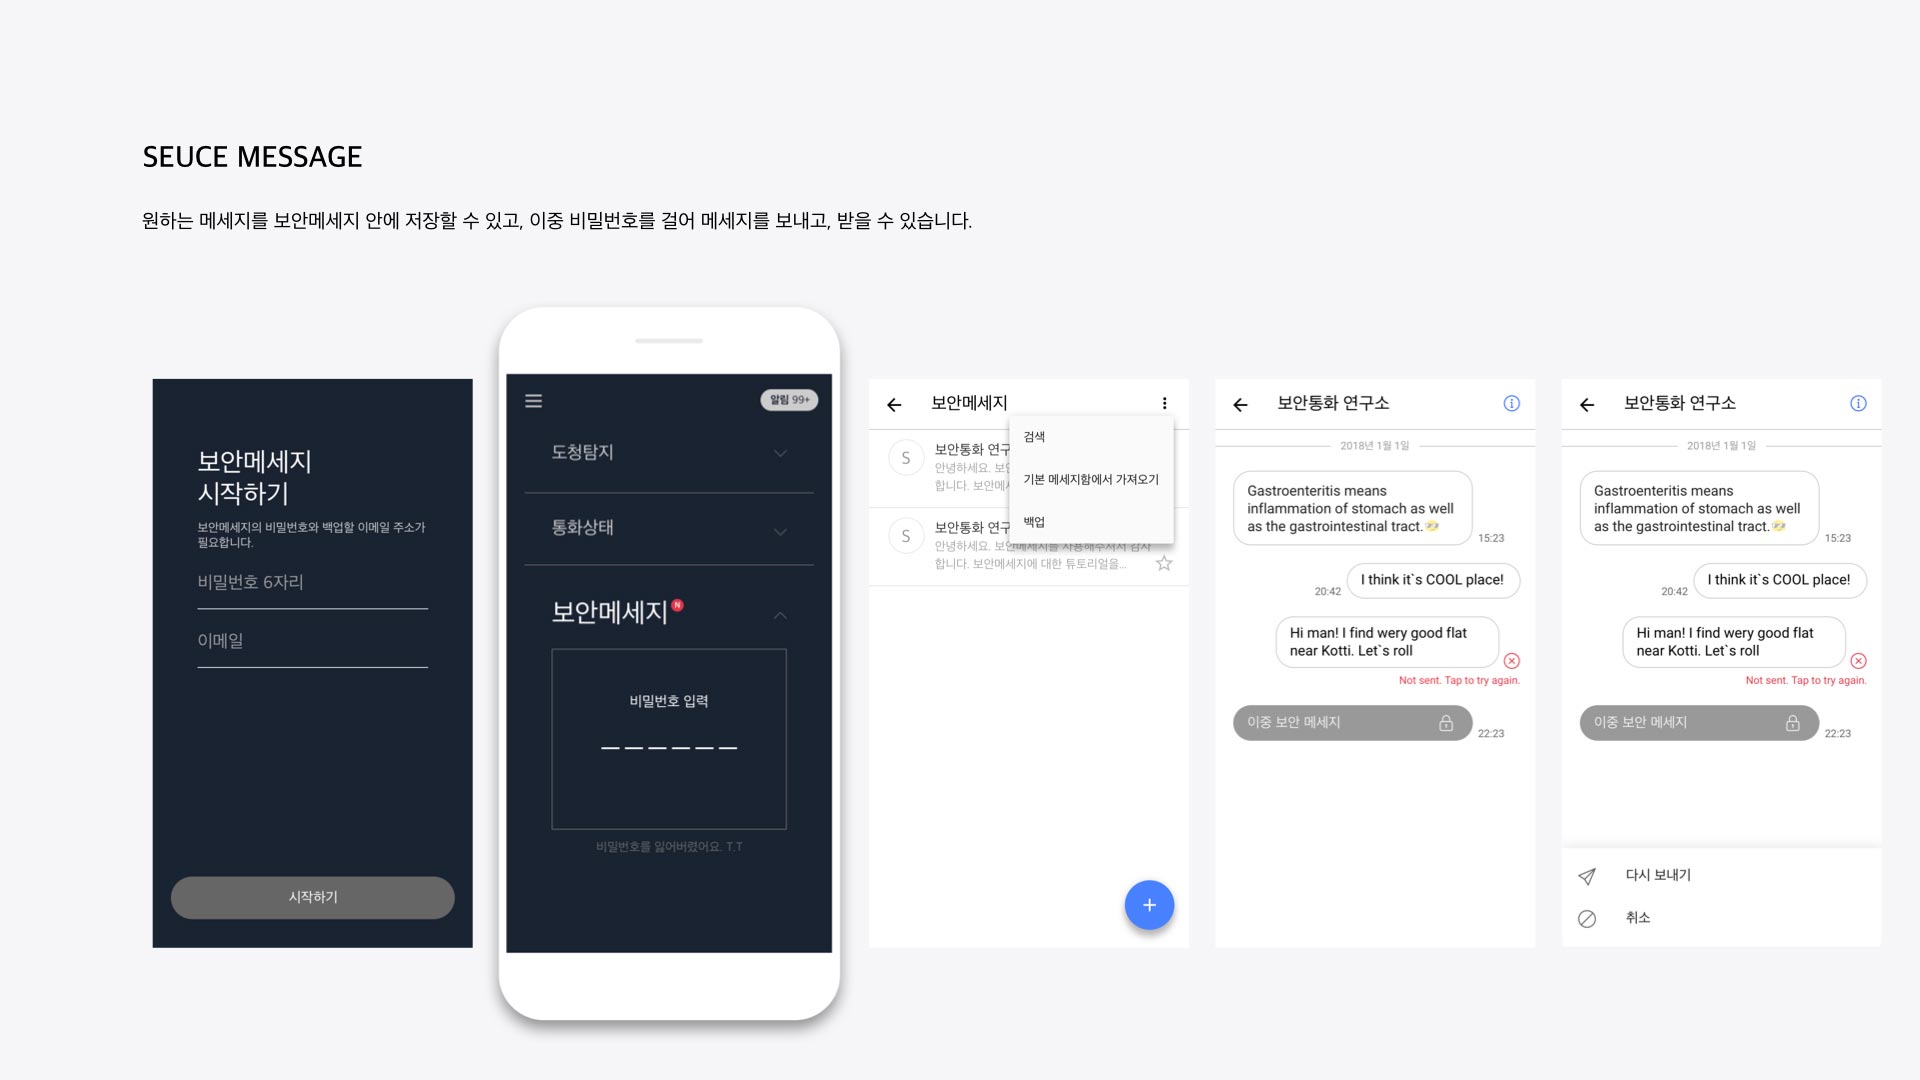 SEUCE MESSAGE
원하는 메세지를 보안메세지 안에 저장할 수 있고, 이중 비밀번호를 걸어 메세지를 보내고, 받을 수 있습니다.
보안메세지
시작하기
보안메세지의 비밀번호와 백업할 이메일 주소가
필요합니다.
비밀번호 6자리
이메일
시작하기
알림 99+
도청탐지
통화상태
보안메세지 N
비밀번호 입력
비밀번호를 잃어버렸어요. T.T
보안메세지
검색
기본 메세지함에서 가져오기
백업
S
보안통화
안녕하세요.
합니다.
S
보안통화
안녕하세요. 보안메세지를 사용해주셔서 감사
합니다. 보안메세지에 대한 튜토리얼을...
+
보안통화 연구소
2018년 1월 1일
Gastroenteritis means
inflammation of stomach as well
as the gastrointestinal tract.
15:23
I think it`s COOL place!
20:42
Hi man! I find wery good flat
near Kotti. Let`s roll
Not sent. Tap to try again.
이중 보안 메세지
22:23
보안통화 연구소
2018년 1월 1일
Gastroenteritis means
inflammation of stomach as well
as the gastrointestinal tract.
15:23
I think it`s COOL place!
20:42
Hi man! I find wery good flat
near Kotti. Let`s roll
Not sent. Tap to try again.
이중 보안 메세지
22:23
다시 보내기
취소